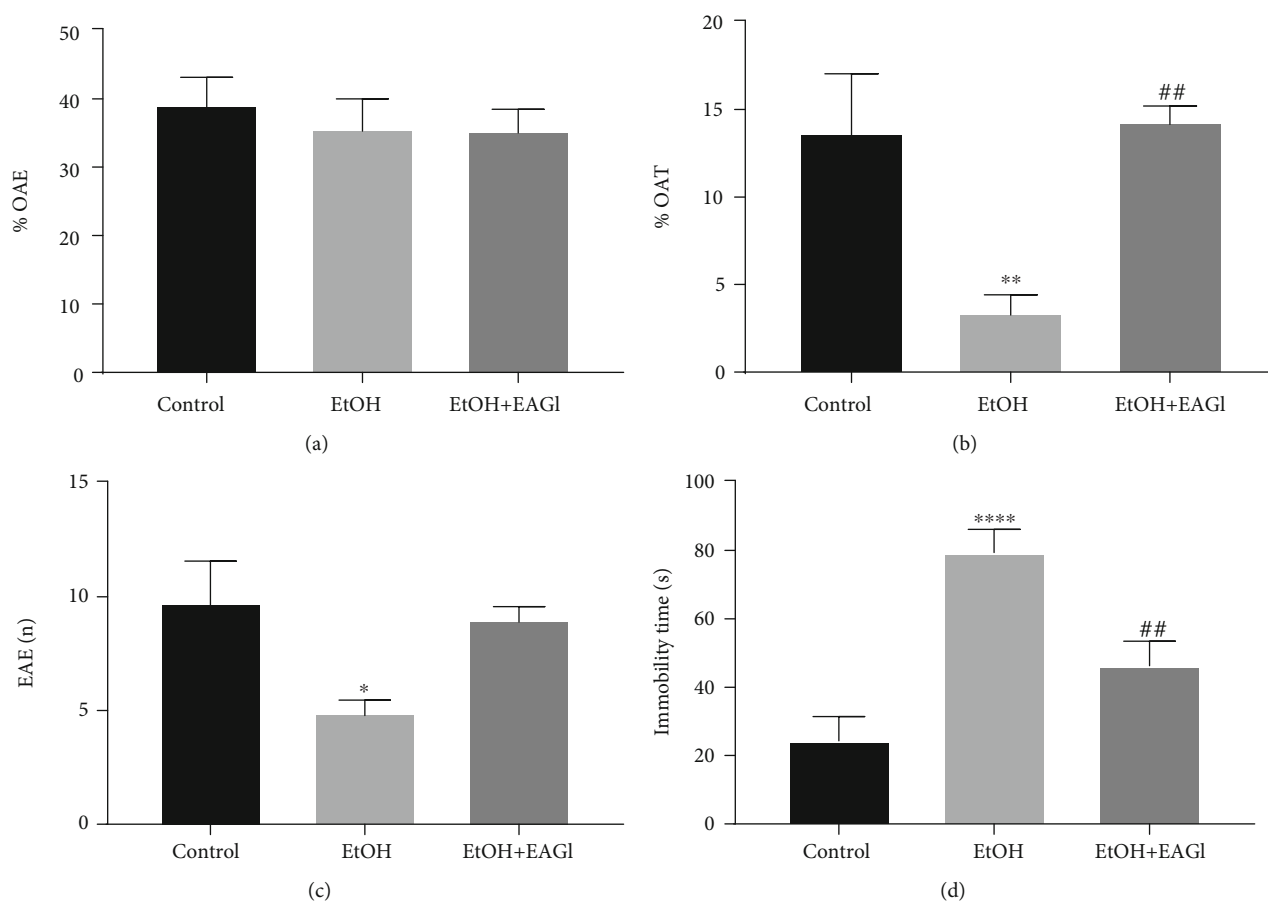 50
40
30
20
10
0
% OAE
Control
EtOH
EtOH+EAGl
(a)
20
15
10
5
0
% OAT
**
##
Control
EtOH
EtOH+EAGl
(b)
15
10
5
0
EAE (n)
*
Control
EtOH
EtOH+EAGl
(c)
100
80
60
40
20
0
Immobility time (s)
****
##
Control
EtOH
EtOH+EAGl
(d)